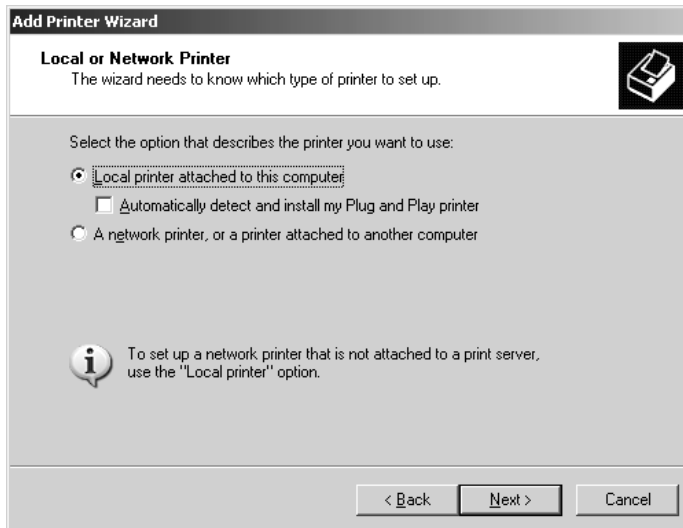 Add Printer Wizard
Local or Network Printer
The wizard needs to know which type of printer to set up.
Select the option that describes the printer you want to use:
Local printer attached to this computer
Automatically detect and install my Plug and Play printer
A network printer, or a printer attached to another computer
To set up a network printer that is not attached to a print server,
use the "Local printer" option.
< Back
Next >
Cancel